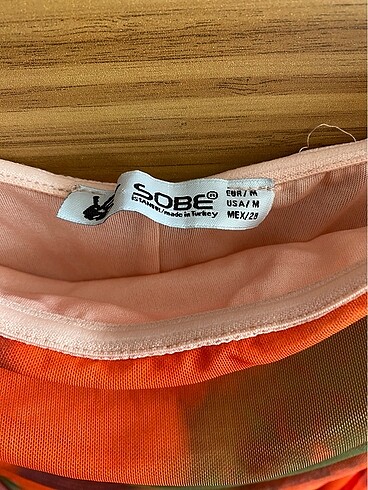 SOBE®
ISTANBUL/made in Turkey
EUR/M
USA/M
MEX/28